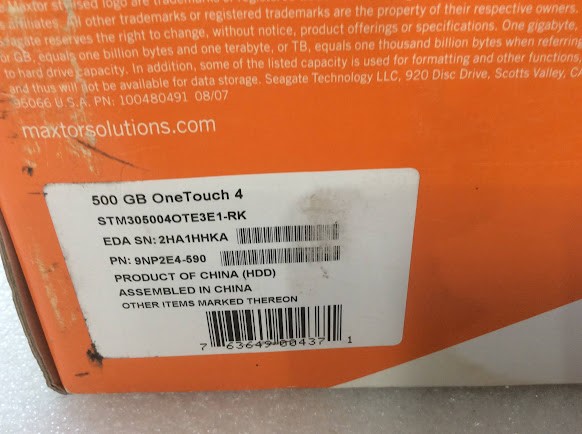 Maxtor st sed logo are trademarks or registered
affiliates. All other trademarks or registered trademarks are the property of their respective owners.
Seagate reserves the right to change, without notice, product offerings or specifications. One gigabyte,
or GB, equals one billion bytes and one terabyte, or TB, equals one thousand billion bytes when referring
to hard drive capacity. In addition, some of the listed capacity is used for formatting and other functions,
and thus will not be available for data storage. Seagate Technology LLC, 920 Disc Drive, Scotts Valley, CA
95066 U.S.A. PN: 100480491 08/07
maxtorsolutions.com
500 GB OneTouch 4
STM305004OTE3E1-RK
EDA SN: 2HA1HHKA
PN: 9NP2E4-590
PRODUCT OF CHINA (HDD)
ASSEMBLED IN CHINA
OTHER ITEMS MARKED THEREON
7 63649 00437 1